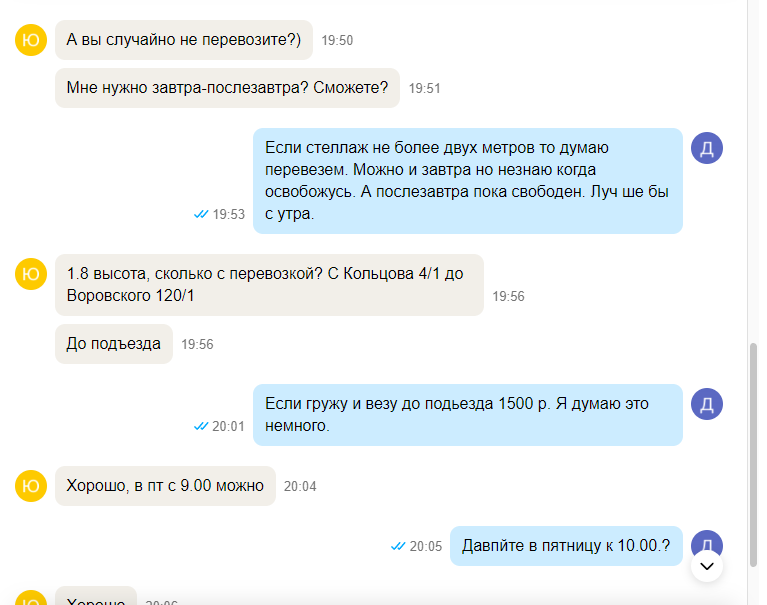 Ю
А вы случайно не перевозите?)
19:50
Мне нужно завтра-послезавтра? Сможете?
19:51
Если стеллаж не более двух метров то думаю
перевезем. Можно и завтра но незнаю когда
освобожусь. А послезавтра пока свободен. Луч ше бы
с утра.
19:53
Д
Ю
1.8 высота, сколько с перевозкой? С Кольцова 4/1 до
Воровского 120/1
19:56
До подъезда
19:56
Если гружу и везу до подьезда 1500 р. Я думаю это
немного.
20:01
Д
Ю
Хорошо, в пт с 9.00 можно
20:04
Давпйте в пятницу к 10.00.?
20:05
Д
Ю
Хорошо
20:06